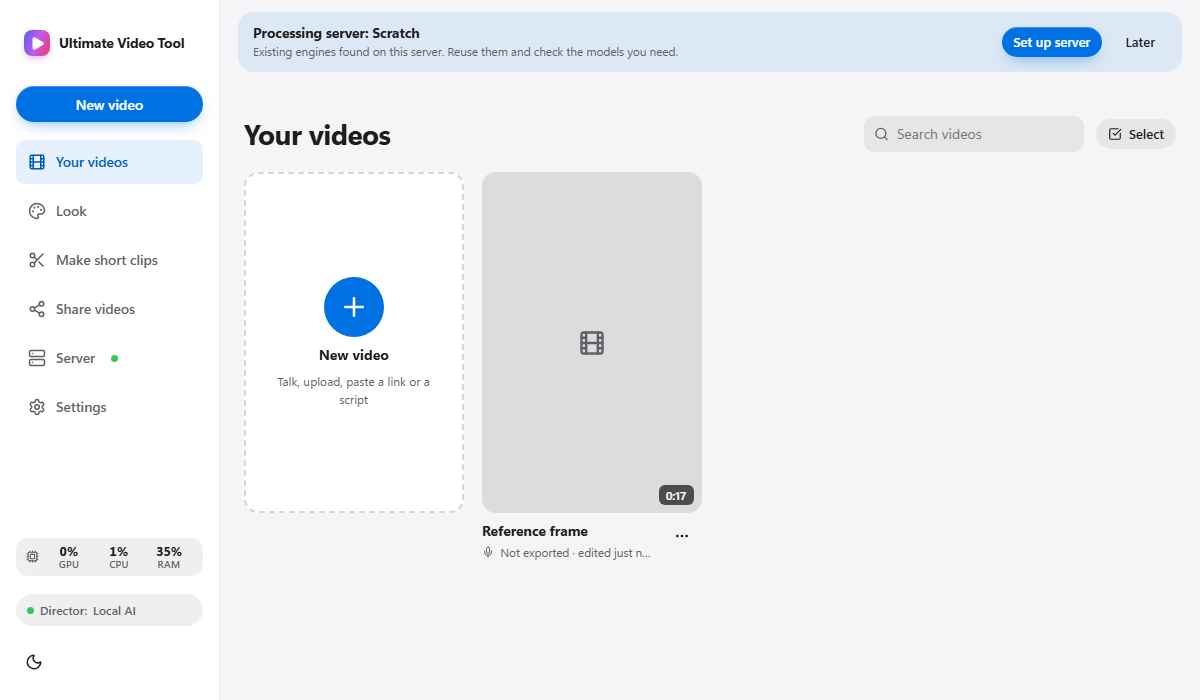 Ultimate Video Tool
New video
Your videos
Look
Make short clips
Share videos
Server
Settings
0% 1% 35%
GPU CPU RAM
Director: Local AI
Processing server: Scratch
Existing engines found on this server. Reuse them and check the models you need.
Set up server
Later
Your videos
Search videos
Select
New video
Talk, upload, paste a link or a
script
0:17
Reference frame
...
Not exported · edited just n...